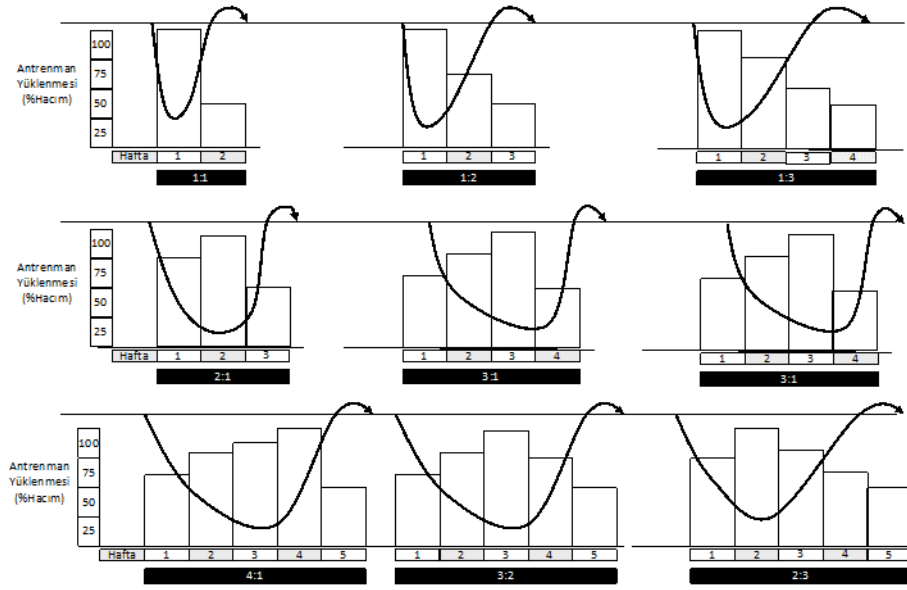 100
75
50
25
Antrenman
Yüklenmesi
(%Hacım)
Hafta 1 2
1:1
1 2 3
1:2
1 2 3 4
1:3
100
75
50
25
Antrenman
Yüklenmesi
(%Hacım)
Hafta 1 2 3
2:1
1 2 3 4
3:1
1 2 3 4
3:1
100
75
50
25
Antrenman
Yüklenmesi
(%Hacım)
Hafta 1 2 3 4 5
4:1
1 2 3 4 5
3:2
1 2 3 4 5
2:3